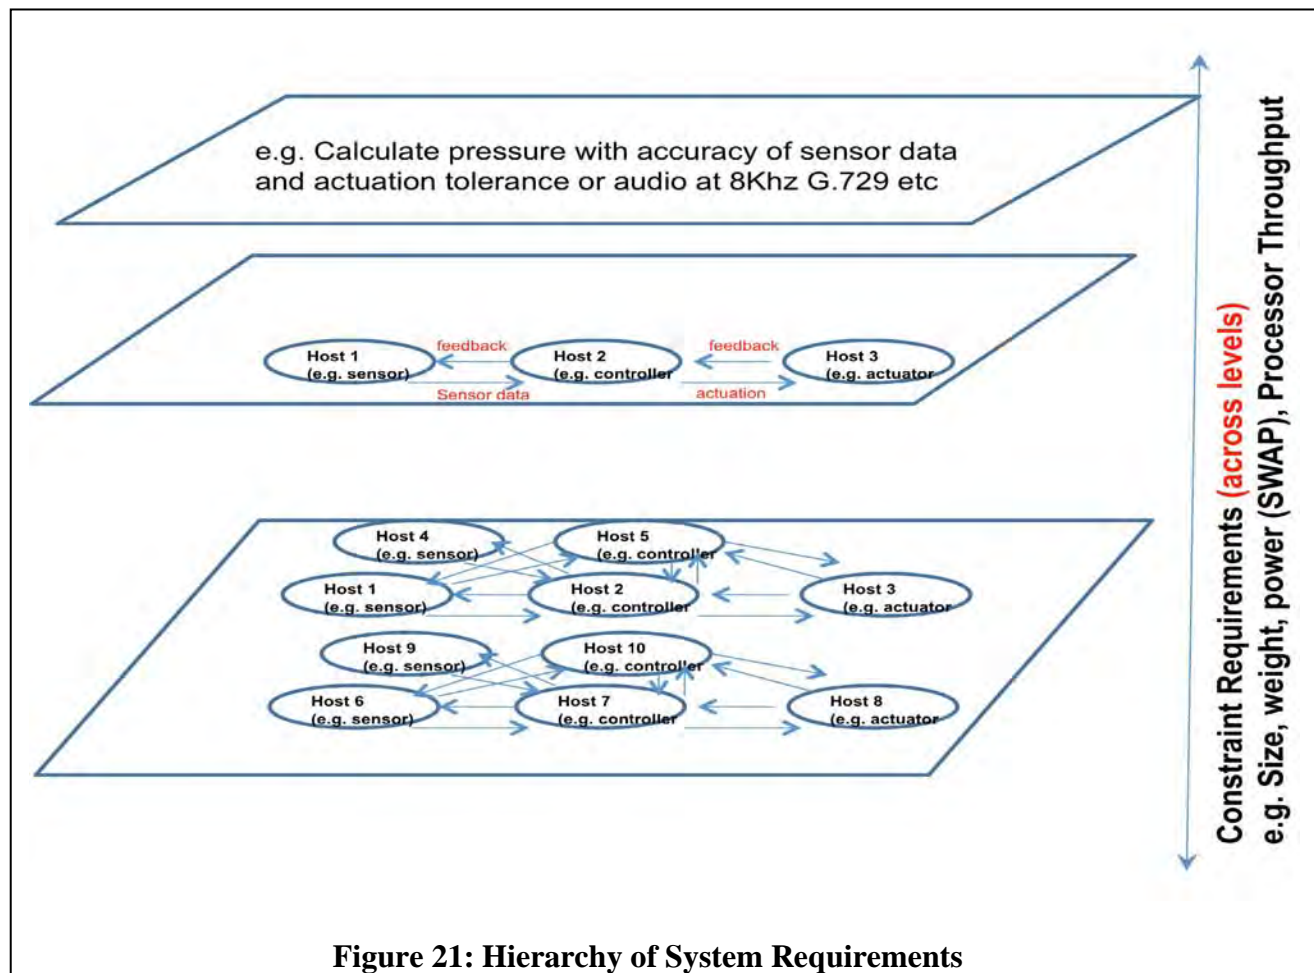 e.g. Calculate pressure with accuracy of sensor data
and actuation tolerance or audio at 8Khz G.729 etc
Host 1
(e.g. sensor)
feedback
Sensor data
Host 2
(e.g. controller
feedback
actuation
Host 3
(e.g. actuator
Host 4
(e.g. sensor)
Host 5
(e.g. controller
Host 1
(e.g. sensor)
Host 2
(e.g. controller
Host 3
(e.g. actuator
Host 9
(e.g. sensor)
Host 10
(e.g. controller
Host 6
(e.g. sensor)
Host 7
(e.g. controller
Host 8
(e.g. actuator
Constraint Requirements (across levels)
e.g. Size, weight, power (SWAP), Processor Throughput
Figure 21: Hierarchy of System Requirements